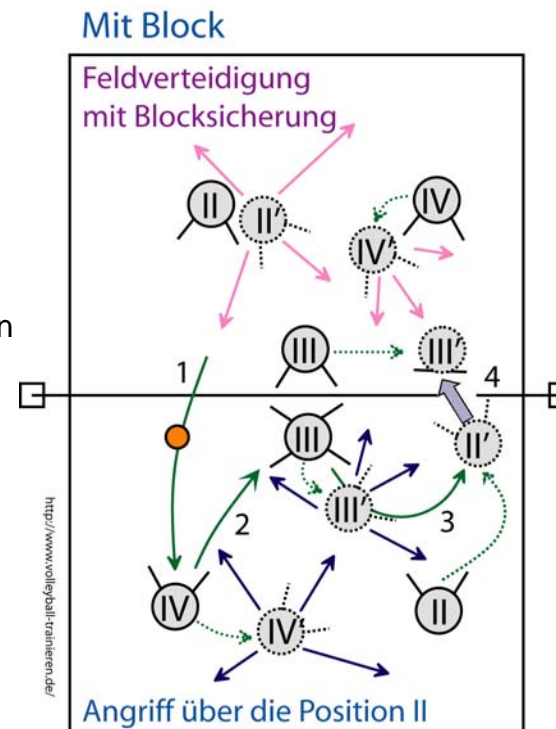 Mit Block
Feldverteidigung
mit Blocksicherung
II
II'
IV
IV'
n
III
III'
1
4
III
II'
III'
2
3
IV
IV'
II
http://www.volleyball-trainieren.de/
Angriff über die Position II